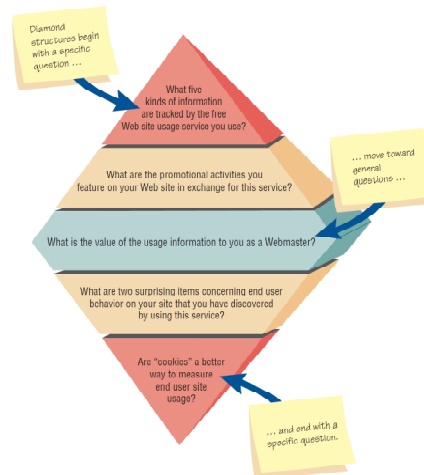 Diamond
structures begin
with a specific
question ...
What five
kinds of information
are tracked by the free
Web site usage service you use?
... move toward
general
questions ...
What are the promotional activities you
feature on your Web site in exchange for this service?
What is the value of the usage information to you as a Webmaster?
What are two surprising items concerning end user
behavior on your site that you have discovered
by using this service?
Are “cookies” a better
way to measure
end user site
usage?
... and end with a
specific question.